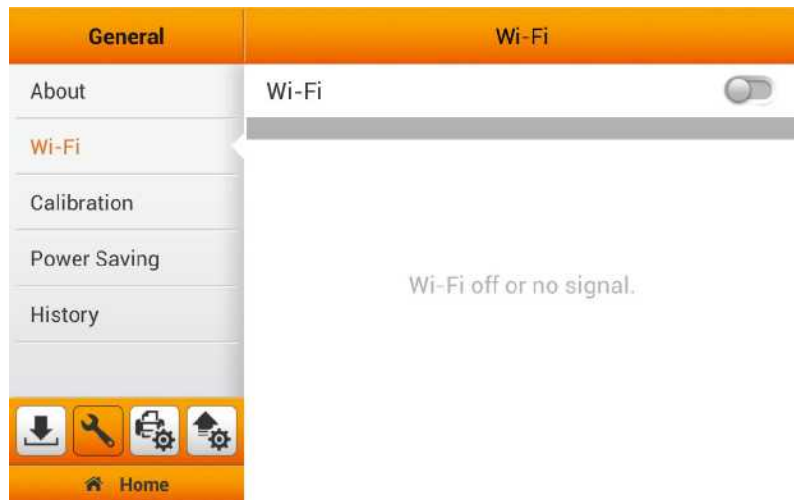 General
Wi-Fi
About
Wi-Fi
Calibration
Power Saving
History
Home
Wi-Fi
Wi-Fi off or no signal.